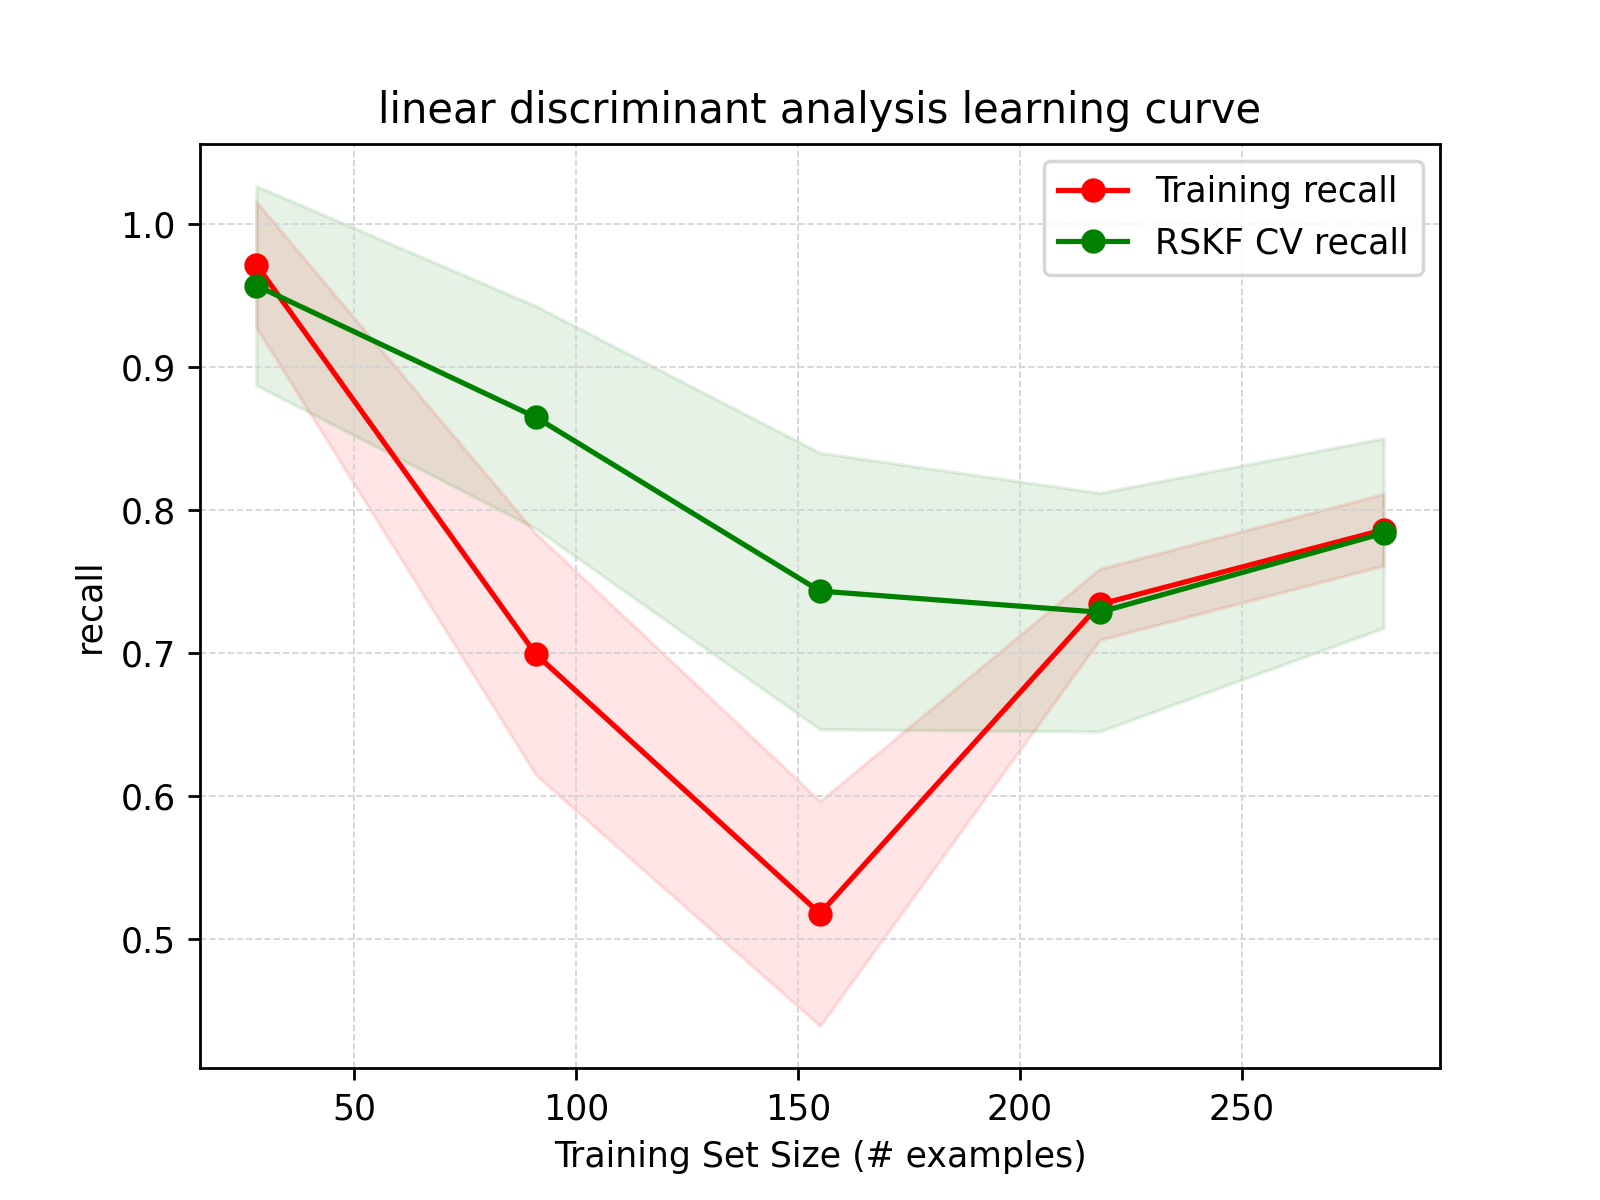 linear discriminant analysis learning curve
Training recall
RSKF CV recall
1.0
0.9
0.8
0.7
0.6
0.5
recall
50 100 150 200 250
Training Set Size (# examples)